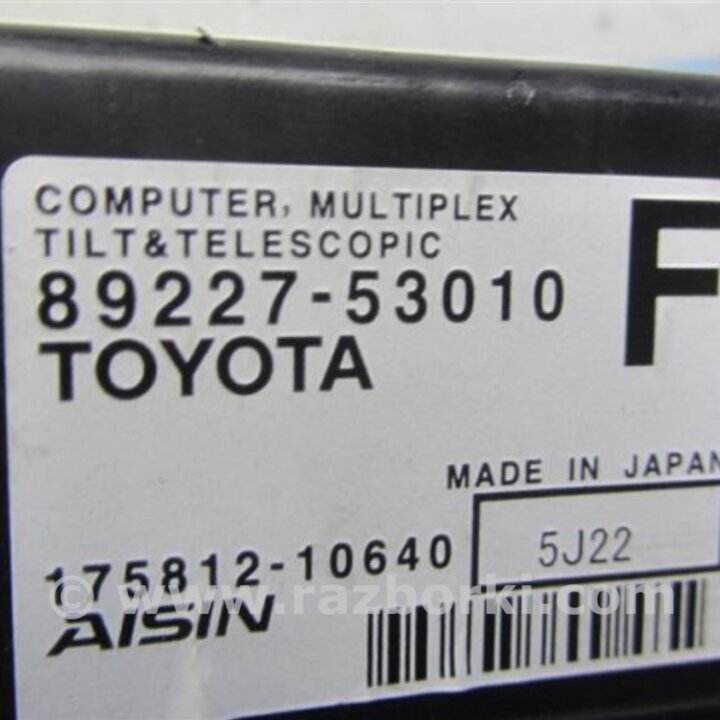 COMPUTER, MULTIPLEX
TILT&TELESCOPIC
89227-53010
F
TOYOTA
MADE IN JAPAN
175812-10640
5J22
© www.razborki.com
AISIN